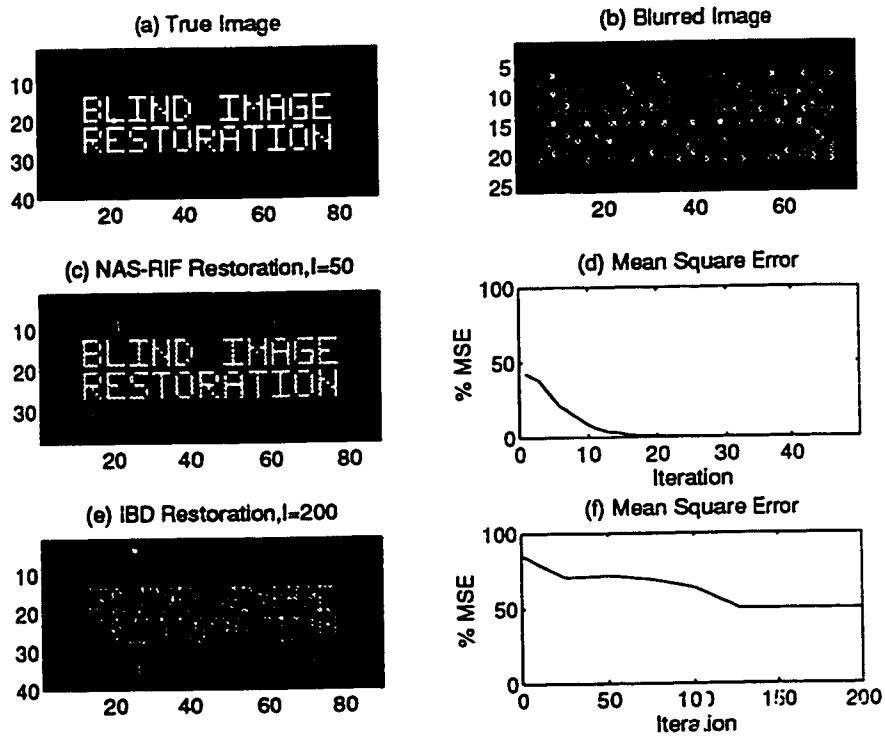 (a) True Image
10
20
30
40
BLIND IMAGE
RESTORATION
20 40 60 80
(b) Blurred Image
5
10
15
20
25
20 40 60
(c) NAS-RIF Restoration,I=50
10
20
30
BLIND IMAGE
RESTORATION
20 40 60 80
(d) Mean Square Error
100
50
0
% MSE
0 10 20 30 40
Iteration
(e) IBD Restoration,I=200
10
20
30
40
20 40 60 80
(f) Mean Square Error
100
50
0
% MSE
0 50 100 150 200
Iteration